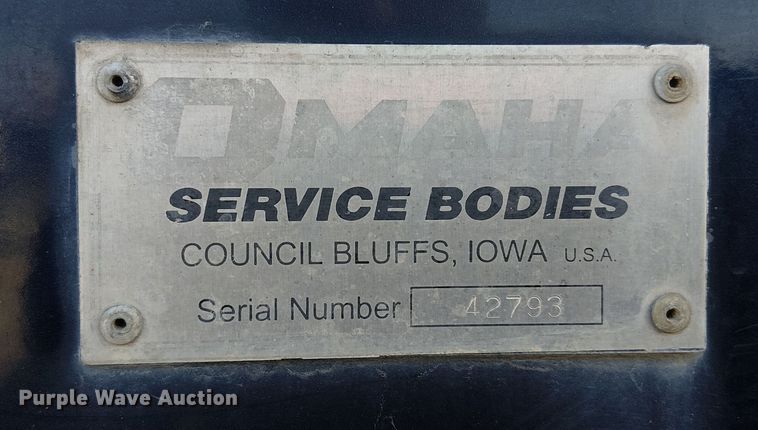 OMAHA
SERVICE BODIES
COUNCIL BLUFFS, IOWA U.S.A.
Serial Number 42793
Purple Wave Auction